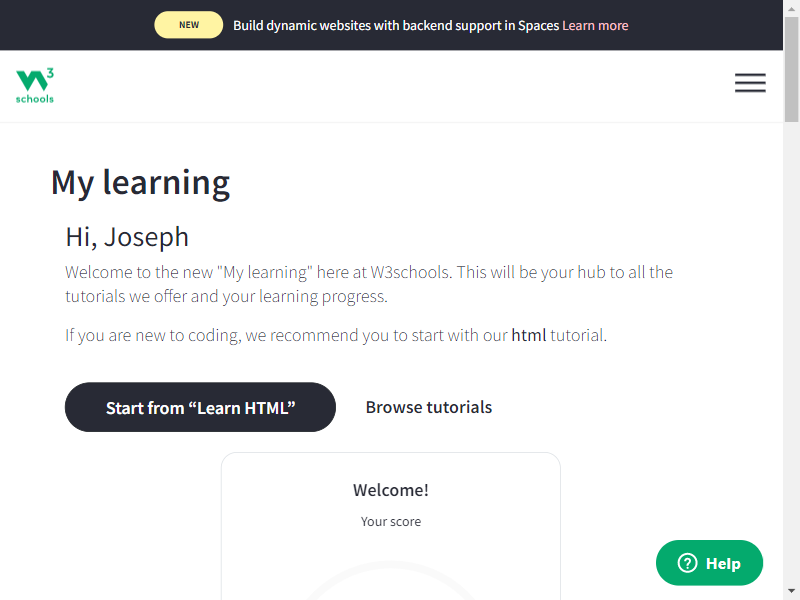 NEW Build dynamic websites with backend support in Spaces Learn more
W3
schools
My learning
Hi, Joseph
Welcome to the new "My learning" here at W3schools. This will be your hub to all the
tutorials we offer and your learning progress.
If you are new to coding, we recommend you to start with our html tutorial.
Start from “Learn HTML” Browse tutorials
Welcome!
Your score
Help